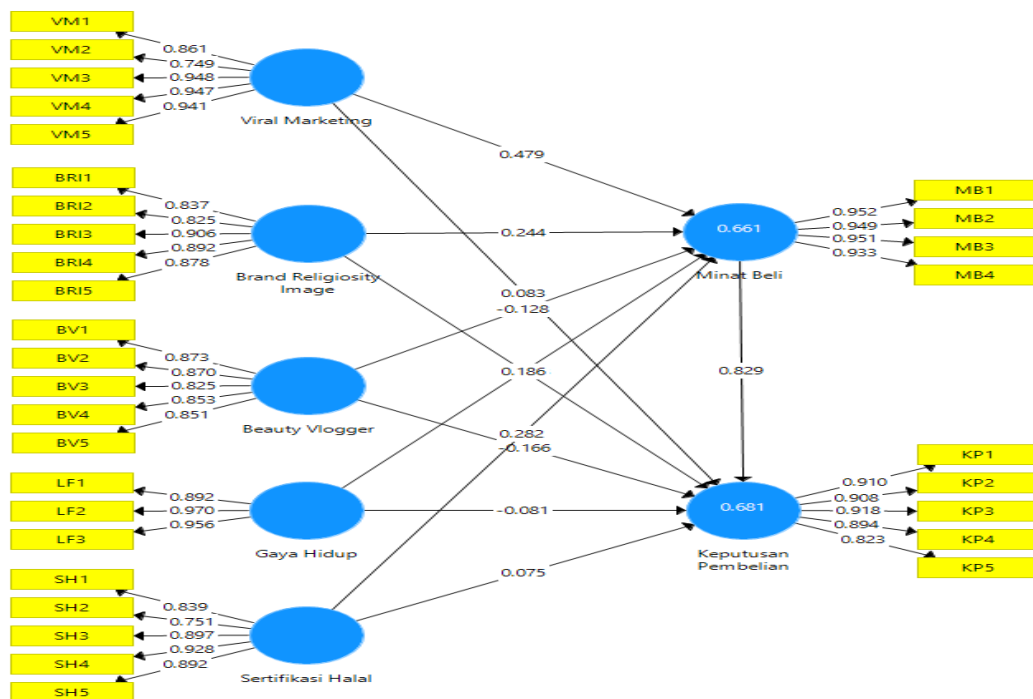 VM1
VM2
VM3
VM4
VM5
0.861
0.749
0.948
0.947
0.941
Viral Marketing
BRI1
BRI2
BRI3
BRI4
BRI5
0.837
0.825
0.906
0.892
0.878
Brand Religiosity
Image
BV1
BV2
BV3
BV4
BV5
0.873
0.870
0.825
0.853
0.851
Beauty Vlogger
LF1
LF2
LF3
0.892
0.970
0.956
Gaya Hidup
SH1
SH2
SH3
SH4
SH5
0.839
0.751
0.897
0.928
0.892
Sertifikasi Halal
0.479
0.244
0.083
-0.128
0.186
0.282
-0.166
-0.081
0.075
0.661
Minat Beli
0.829
0.681
Keputusan
Pembelian
0.952
0.949
0.951
0.933
MB1
MB2
MB3
MB4
0.910
0.908
0.918
0.894
0.823
KP1
KP2
KP3
KP4
KP5